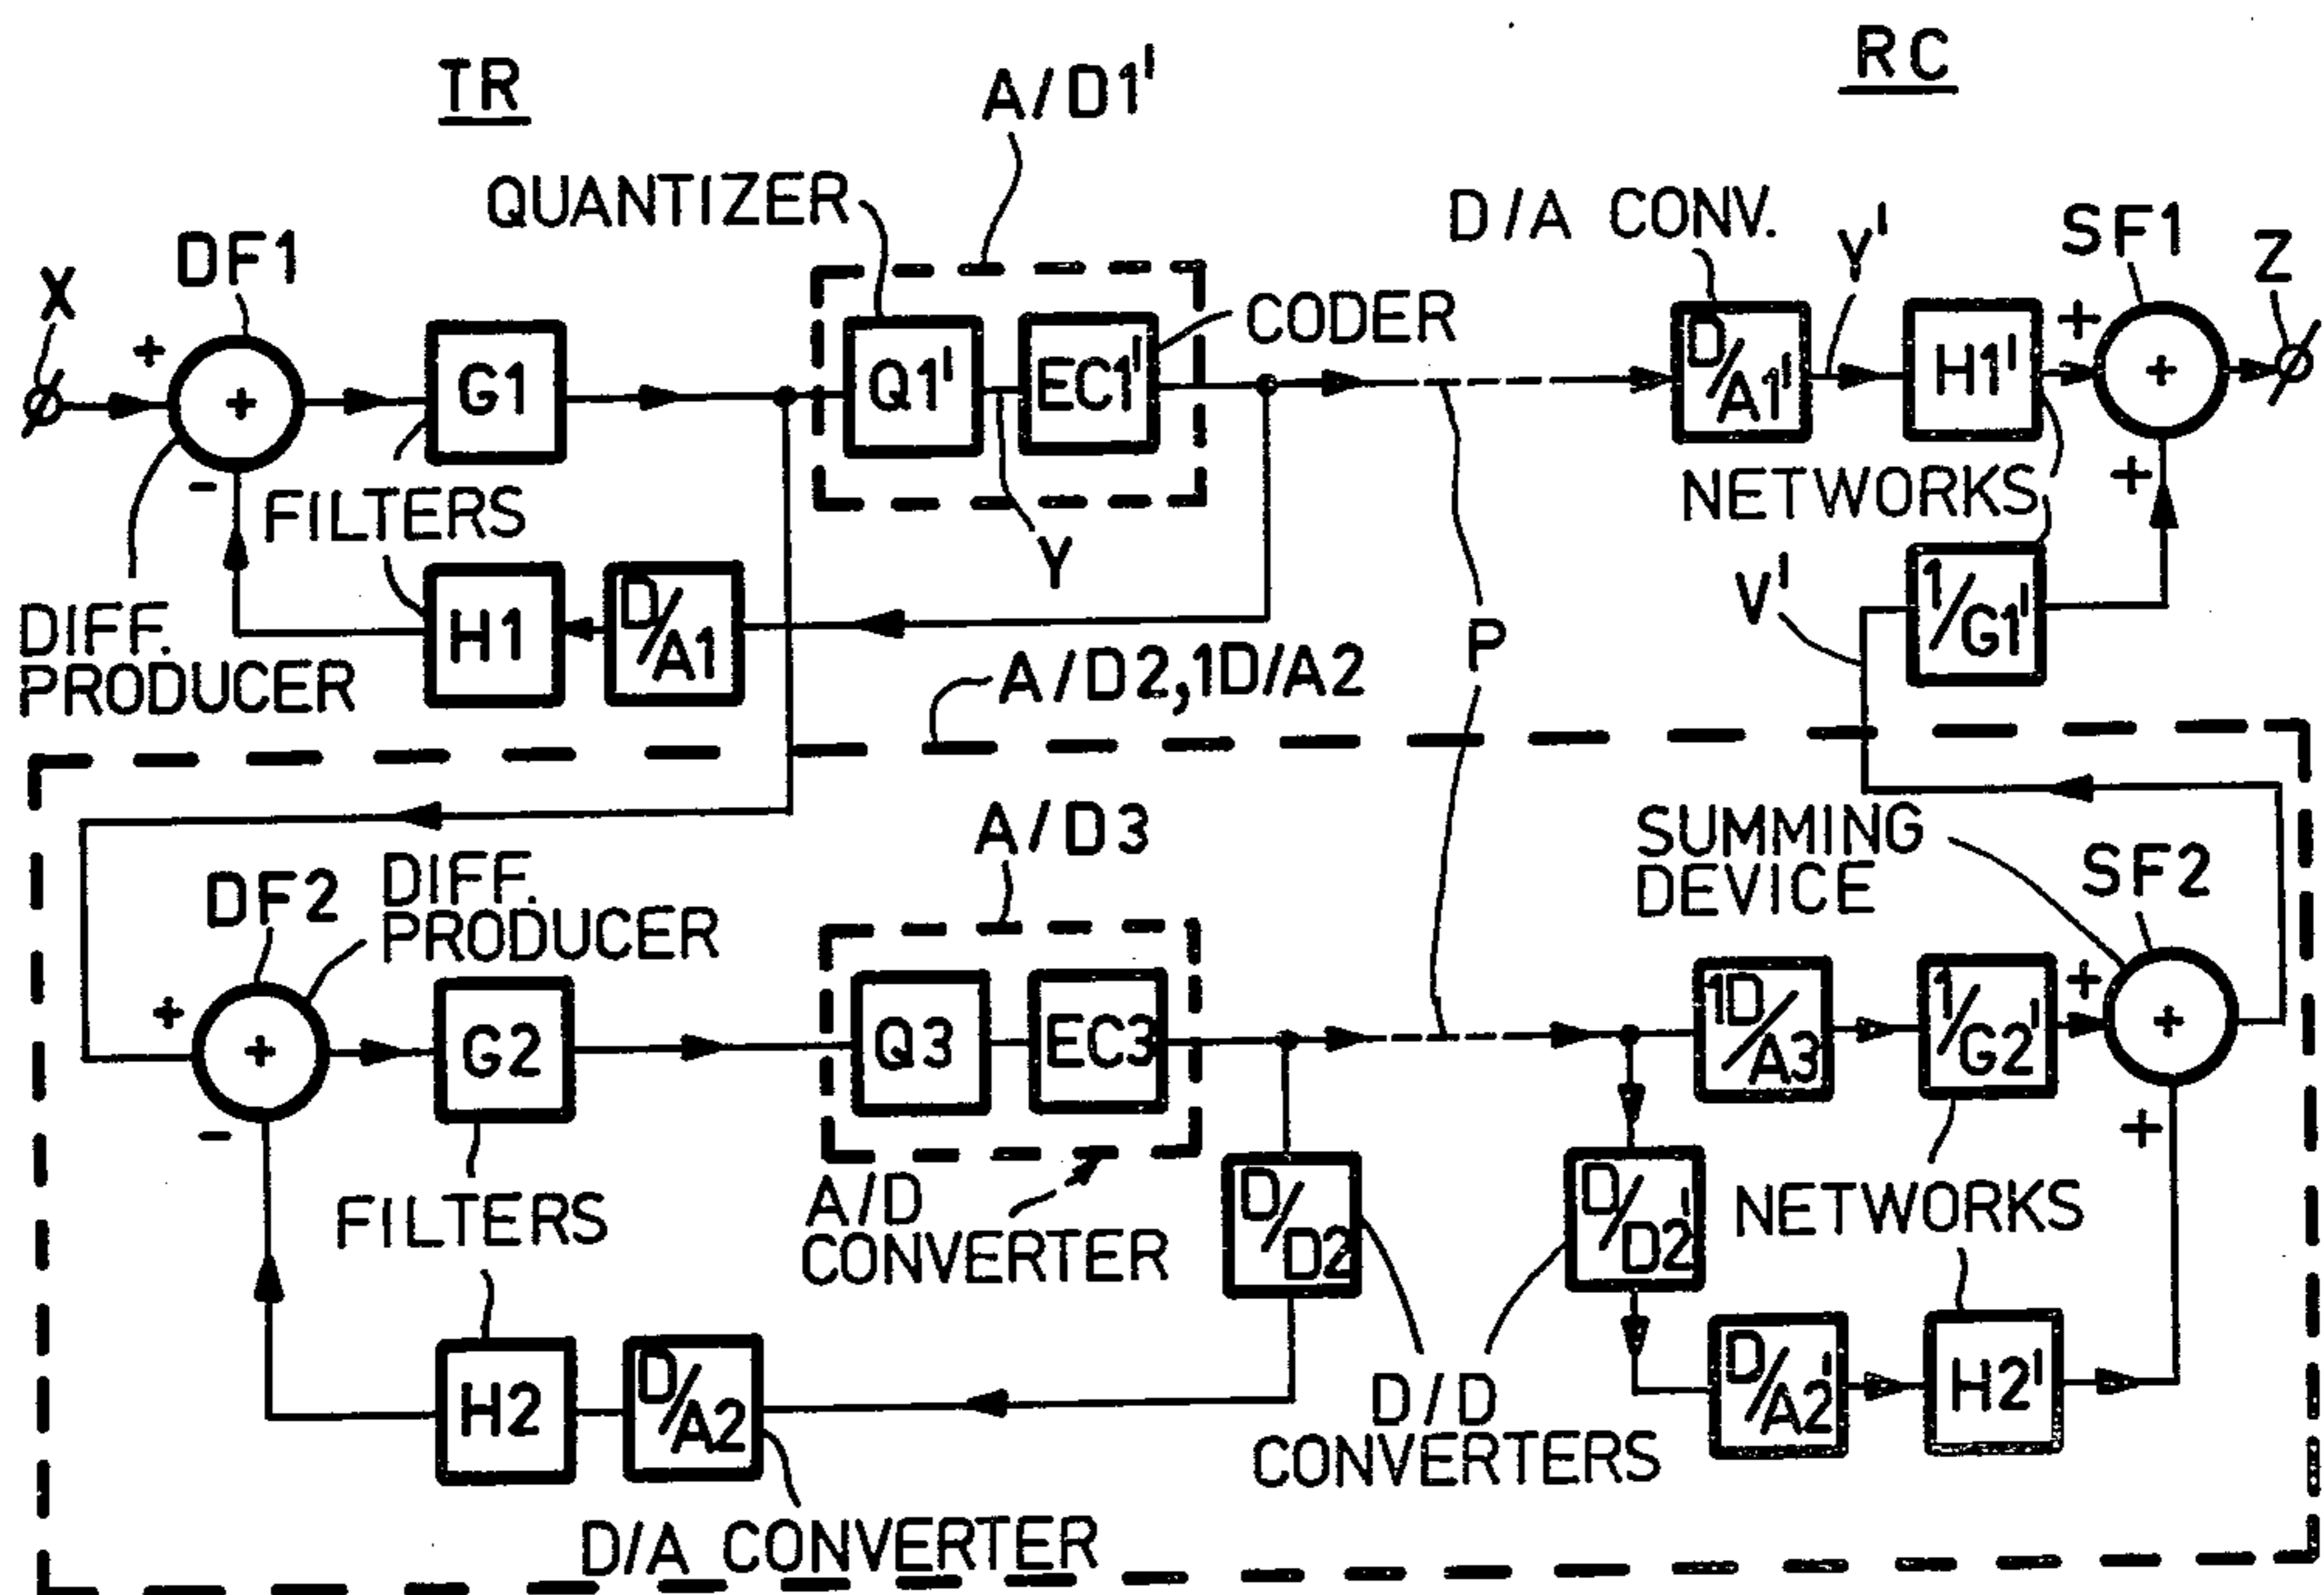 TR
RC
A/D1'
QUANTIZER
D/A CONV.
Y'
SF1
Z
X
DF1
+
+
G1
Q1'
EC1'
CODER
D/A1'
H1'
+
+
-
FILTERS
Y
NETWORKS
+
DIFF.
PRODUCER
H1
D/A1
P
V'
1/G1'
A/D2,1D/A2
A/D3
SUMMING
DEVICE
SF2
DF2
DIFF.
PRODUCER
+
+
G2
Q3
EC3
1D/A3
1/G2'
+
+
-
FILTERS
A/D
CONVERTER
D/D2
D/D2'
NETWORKS
+
H2
D/A2
D/D
CONVERTERS
D/A2'
H2'
D/A CONVERTER